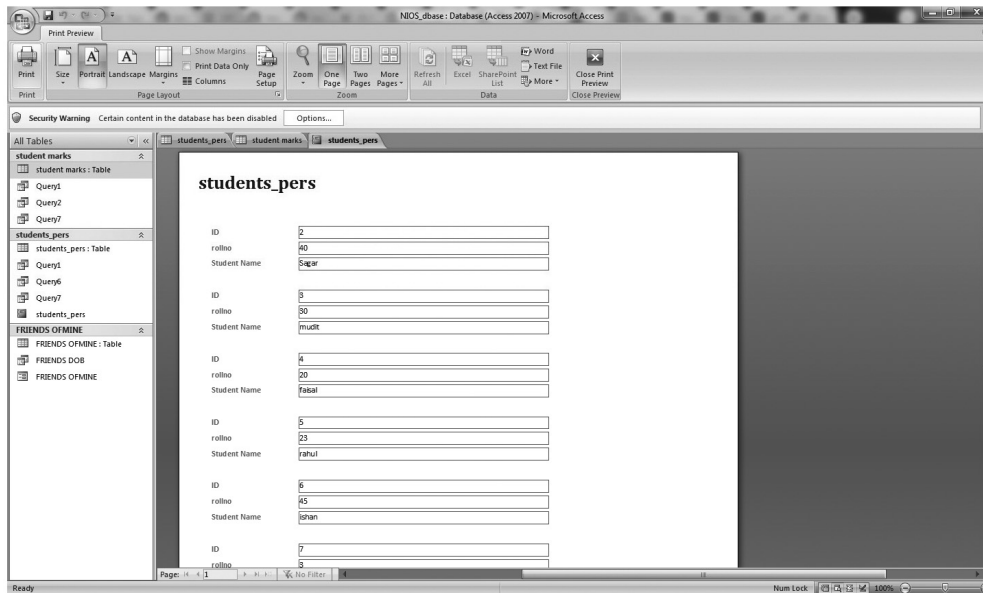 NIOS_dbase : Database (Access 2007) - Microsoft Access
Print Preview
Print
Size
Portrait
Landscape
Margins
Show Margins
Print Data Only
Columns
Page Setup
Zoom
One Page
Two Pages
More Pages
Refresh All
Excel
SharePoint List
Word
Text File
More
Close Print Preview
Print
Page Layout
Zoom
Data
Close Preview
Security Warning Certain content in the database has been disabled Options...
All Tables
students_pers
student marks
students_pers
student marks
student marks : Table
Query1
Query2
Query7
students_pers
students_pers : Table
Query1
Query6
Query7
students_pers
FRIENDS OFMINE
FRIENDS OFMINE : Table
FRIENDS DOB
FRIENDS OFMINE
students_pers
ID 2
rollno 40
Student Name Sagar
ID 3
rollno 30
Student Name mudit
ID 4
rollno 20
Student Name faisal
ID 5
rollno 23
Student Name rahul
ID 6
rollno 45
Student Name ishan
ID 7
rollno 3
Page: 1 No Filter
Ready
Num Lock 100%